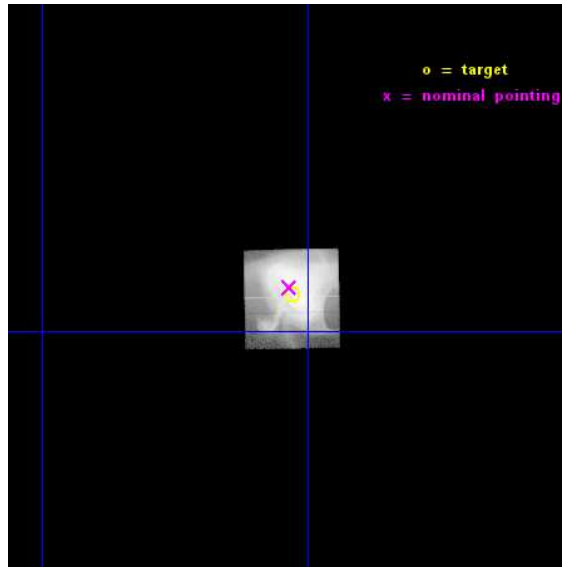 o = target
x = nominal pointing